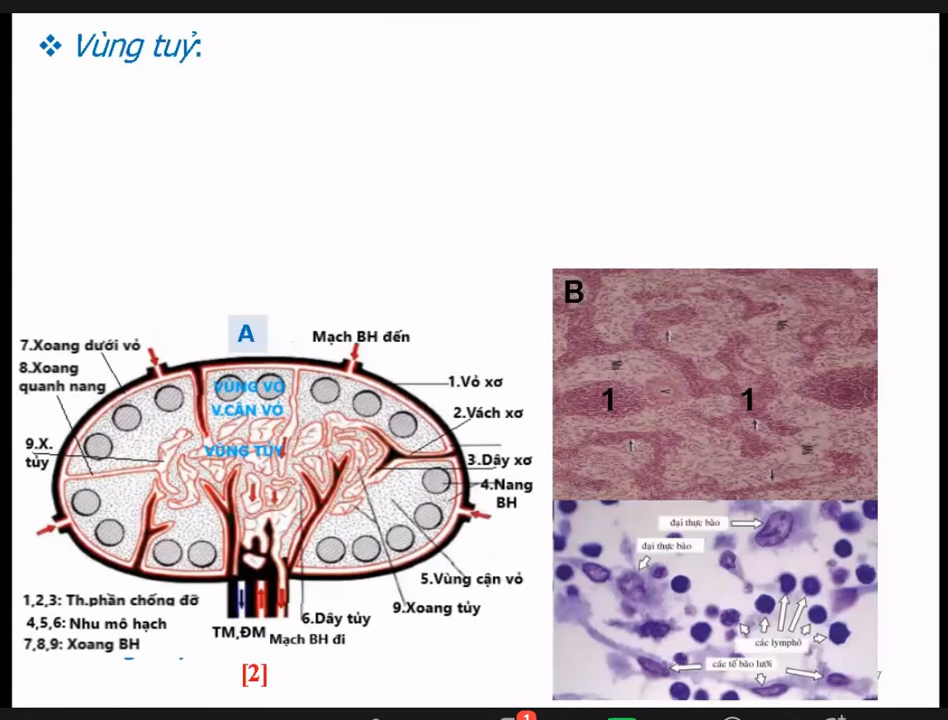 ❖ Vùng tuỷ:
A
Mạch BH đến
7.Xoang dưới vỏ
8.Xoang
quanh nang
9.X.
tủy
VÙNG VỎ
V.CẬN VỎ
VÙNG TỦY
1.Vỏ xơ
2.Vách xơ
3.Dây xơ
4.Nang
BH
5.Vùng cận vỏ
9.Xoang tủy
6.Dây tủy
Mạch BH đi
TM,ĐM
1,2,3: Th.phần chống đỡ
4,5,6: Nhu mô hạch
7,8,9: Xoang BH
[2]
B
1
1
đại thực bào
đại thực bào
các lymphô
các tế bào lưới
7
1